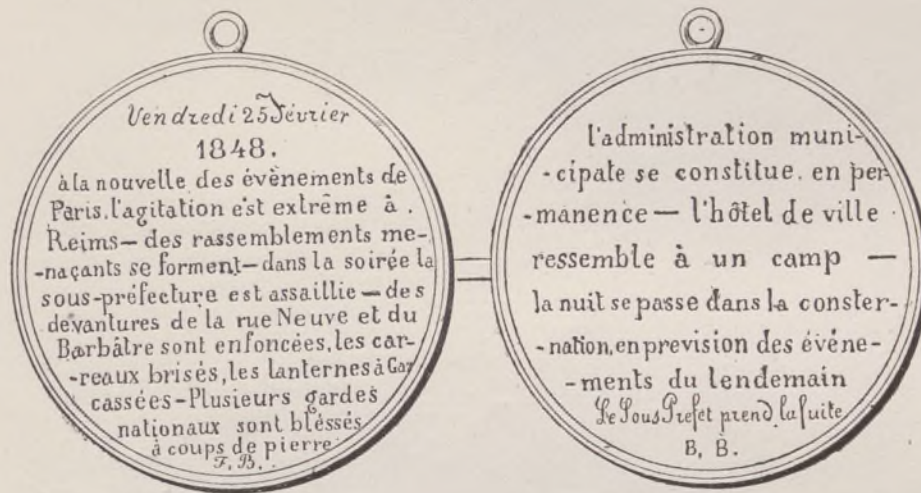 Vendredi 25 Février
1848.
à la nouvelle des évènements de
Paris, l'agitation est extrême à.
Reims — des rassemblements me-
-naçants se forment — dans la soirée la
sous-préfecture est assaillie — des
devantures de la rue Neuve et du
Barbâtre sont enfoncées, les car-
-reaux brisés, les lanternes à Gaz
cassées - Plusieurs gardes
nationaux sont bléssés
à coups de pierre.
F. B.
l'administration muni-
-cipate se constitue. en per-
-manence — l'hôtel de ville
ressemble à un camp —
la nuit se passe dans la conster-
-nation, en prevision des événe-
-ments du lendemain
Le Sous Prefet prend la fuite
B, B.